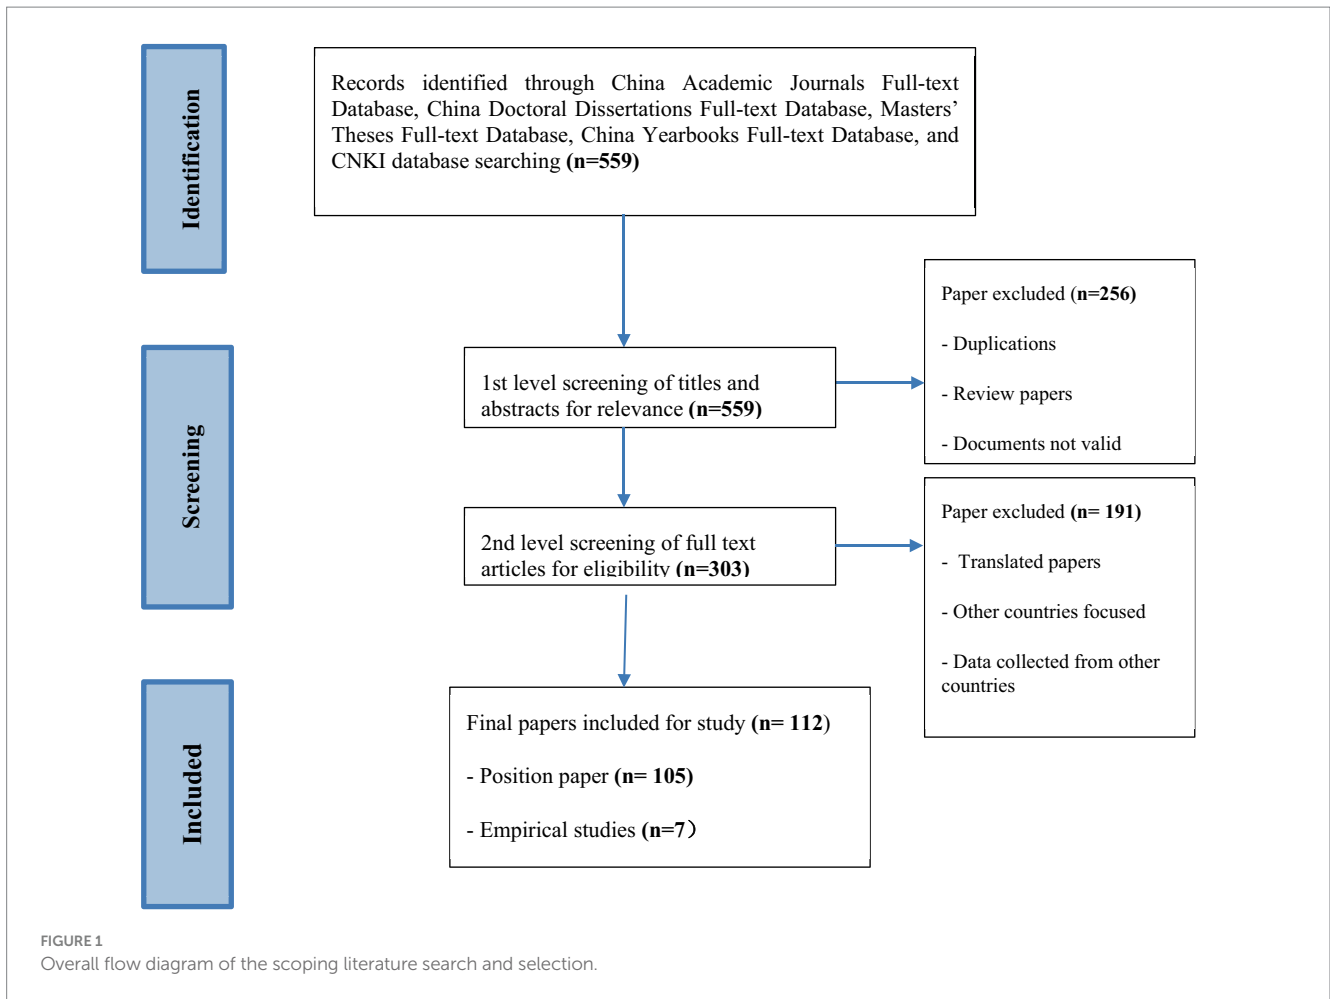 Identification
Records identified through China Academic Journals Full-text
Database, China Doctoral Dissertations Full-text Database, Masters’
Theses Full-text Database, China Yearbooks Full-text Database, and
CNKI database searching (n=559)
Paper excluded (n=256)
- Duplications
- Review papers
- Documents not valid
Screening
1st level screening of titles and
abstracts for relevance (n=559)
2nd level screening of full text
articles for eligibility (n=303)
Paper excluded (n= 191)
- Translated papers
- Other countries focused
- Data collected from other
countries
Included
Final papers included for study (n= 112)
- Position paper (n= 105)
- Empirical studies (n=7）
FIGURE 1
Overall flow diagram of the scoping literature search and selection.